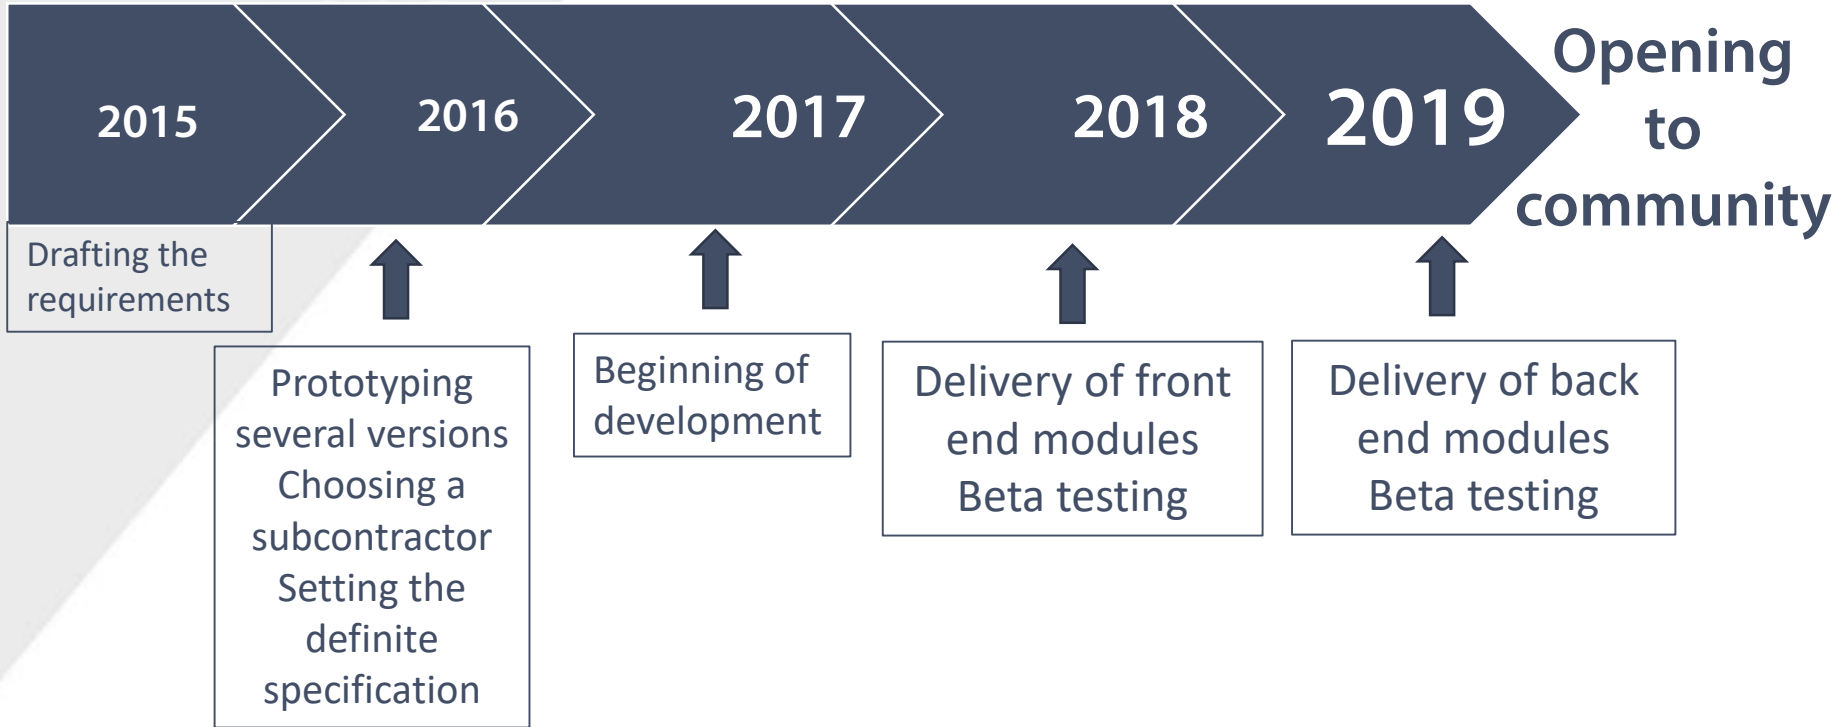 2015
2016
2017
2018
2019
Opening
to
community
Drafting the
requirements
Prototyping
several versions
Choosing a
subcontractor
Setting the
definite
specification
Beginning of
development
Delivery of front
end modules
Beta testing
Delivery of back
end modules
Beta testing